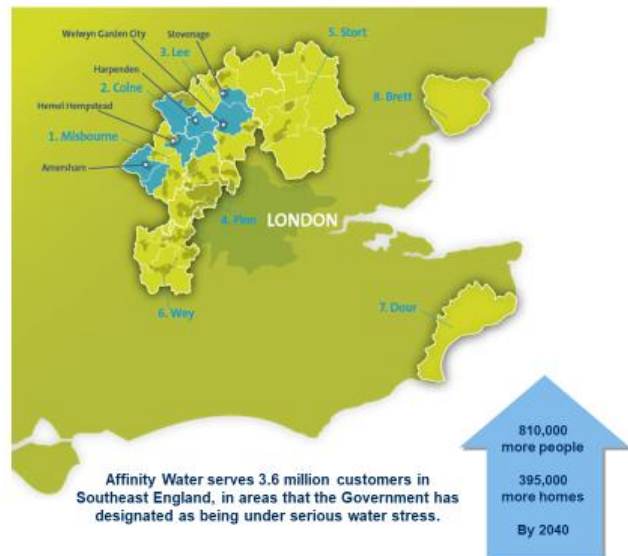 Welwyn Garden City
Stevenage
3. Lee
Harpenden
2. Colne
Hemel Hempstead
1. Misbourne
Amersham
5. Stort
8. Brett
4. Pinn
LONDON
6. Wey
7. Dour
810,000
more people
395,000
more homes
By 2040
Affinity Water serves 3.6 million customers in
Southeast England, in areas that the Government has
designated as being under serious water stress.